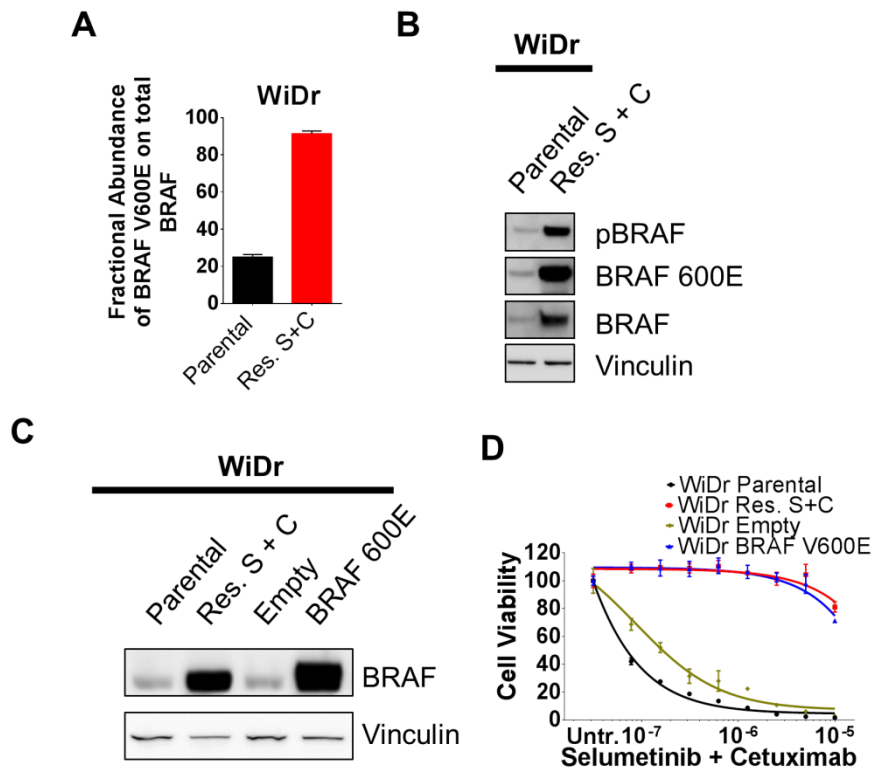 A
WiDr
Fractional Abundance
of BRAF V600E on total
BRAF
100
80
60
40
20
0
Parental
Res. S+C
B
WiDr
Parental
Res. S + C
pBRAF
BRAF 600E
BRAF
Vinculin
C
WiDr
Parental
Res. S + C
Empty
BRAF 600E
BRAF
Vinculin
D
WiDr Parental
WiDr Res. S+C
WiDr Empty
WiDr BRAF V600E
Cell Viability
120
100
80
60
40
20
0
Untr. 10⁻⁷ 10⁻⁶ 10⁻⁵
Selumetinib + Cetuximab